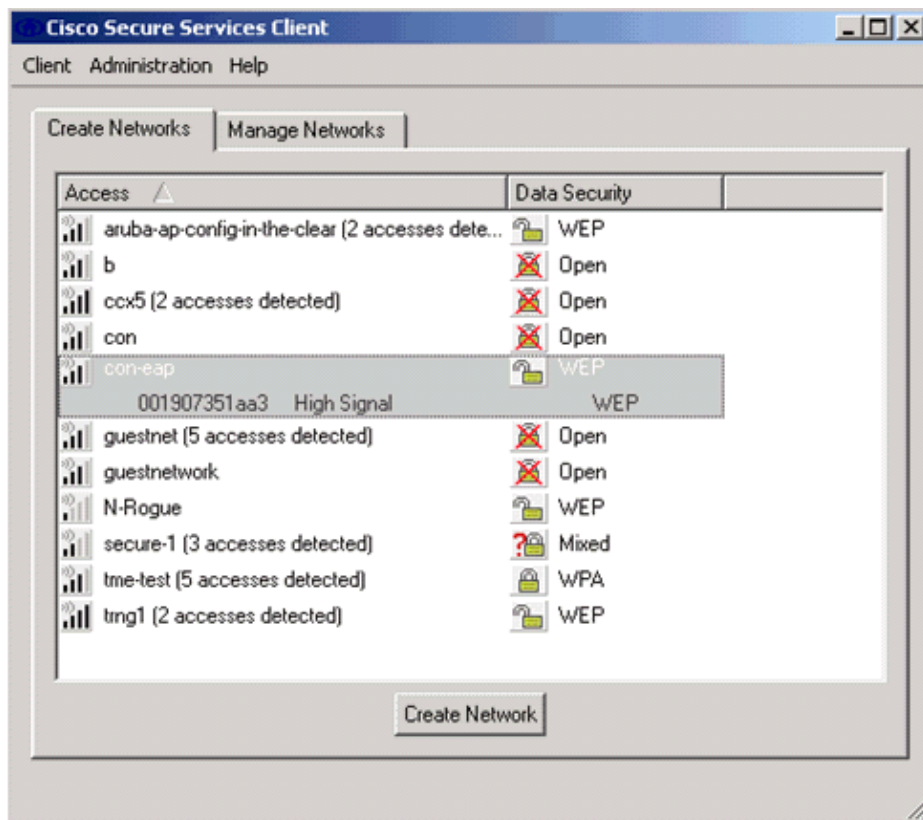 Cisco Secure Services Client
Client Administration Help
Create Networks Manage Networks
Access Data Security
aruba-ap-config-in-the-clear (2 accesses dete... WEP
b Open
ccx5 (2 accesses detected) Open
con Open
con-eap WEP
001907351aa3 High Signal WEP
guestnet (5 accesses detected) Open
guestnetwork Open
N-Rogue WEP
secure-1 (3 accesses detected) Mixed
tme-test (5 accesses detected) WPA
trng1 (2 accesses detected) WEP
Create Network